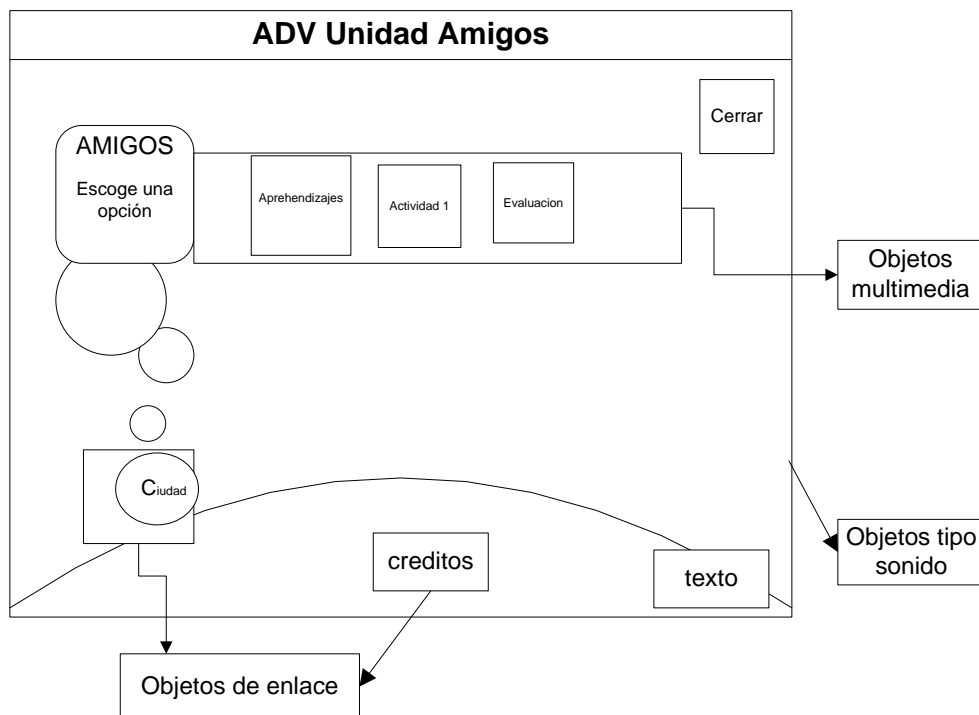 ADV Unidad Amigos
Cerrar
AMIGOS
Escoge una
opción
Aprehendizajes
Actividad 1
Evaluacion
Objetos
multimedia
Ciudad
creditos
texto
Objetos tipo
sonido
Objetos de enlace